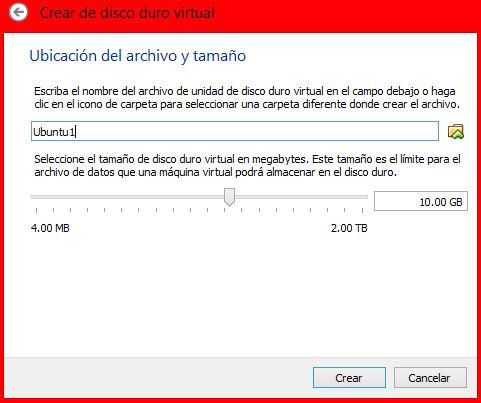 Crear de disco duro virtual
Ubicación del archivo y tamaño
Escriba el nombre del archivo de unidad de disco duro virtual en el campo debajo o haga
clic en el icono de carpeta para seleccionar una carpeta diferente donde crear el archivo.
Ubuntu1
Seleccione el tamaño de disco duro virtual en megabytes. Este tamaño es el límite para el
archivo de datos que una máquina virtual podrá almacenar en el disco duro.
10.00 GB
4.00 MB 2.00 TB
Crear Cancelar